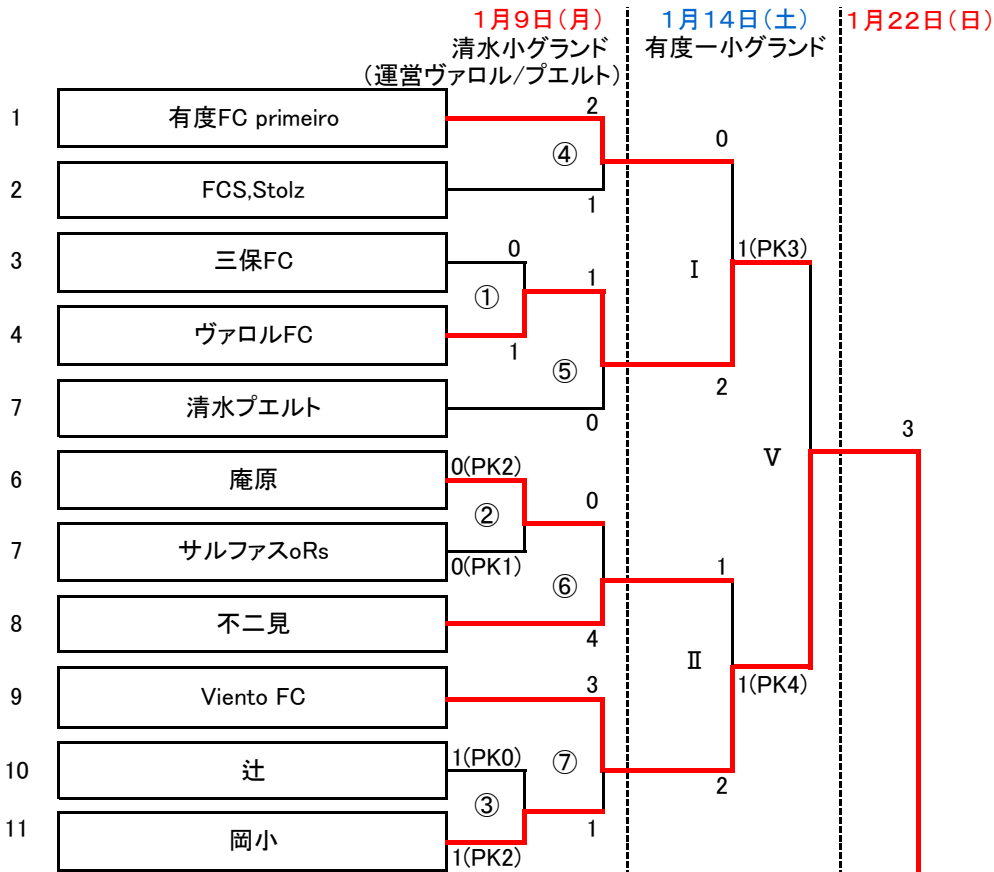 1月9日(月)
1月14日(土)
1月22日(日)
清水小グランド
有度一小グランド
(運営ヴァロル/プエルト)
1
有度FC primeiro
2
④
0
2
FCS,Stolz
1
3
三保FC
0
1
①
Ⅰ
1(PK3)
4
ヴァロルFC
1
⑤
2
7
清水プエルト
0
3
Ⅴ
6
庵原
0(PK2)
0
②
7
サルファスoRs
0(PK1)
⑥
1
8
不二見
4
Ⅱ
1(PK4)
9
Viento FC
3
10
辻
1(PK0)
⑦
2
③
11
岡小
1(PK2)
1